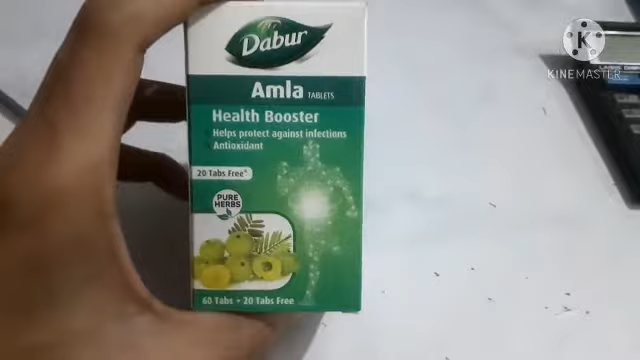 Dabur
Amla TABLETS
Health Booster
Helps protect against infections
Antioxidant
20 Tabs Free*
PURE
HERBS
60 Tabs + 20 Tabs Free
K
KINEMASTER